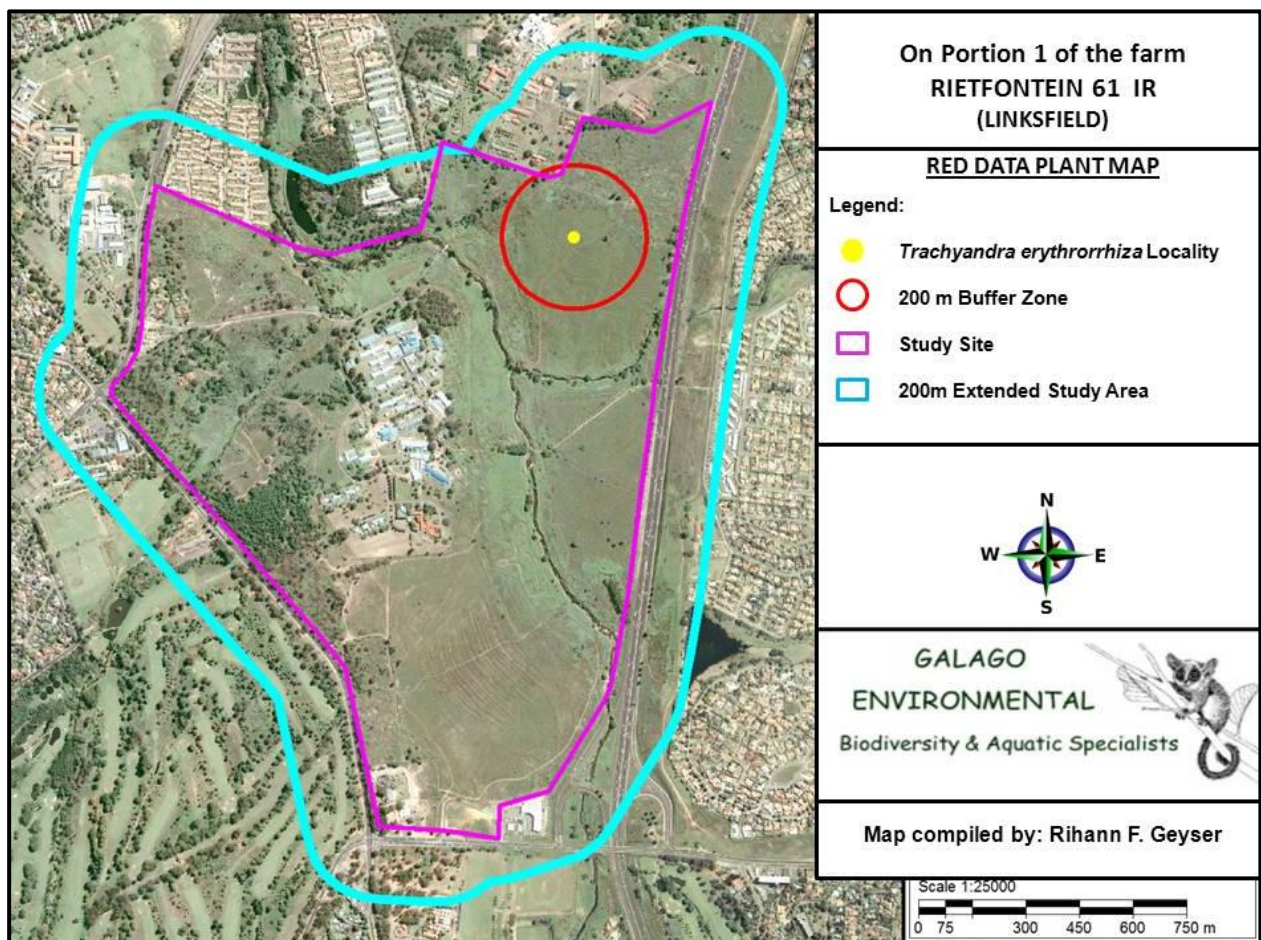 On Portion 1 of the farm
RIETFONTEIN 61 IR
(LINKSFIELD)
RED DATA PLANT MAP
Legend:
Trachyandra erythrorrhiza Locality
200 m Buffer Zone
Study Site
200m Extended Study Area
N
W E
S
GALAGO
ENVIRONMENTAL
Biodiversity & Aquatic Specialists
Map compiled by: Rihann F. Geyser
Scale 1:25000
0 75 300 450 600 750 m